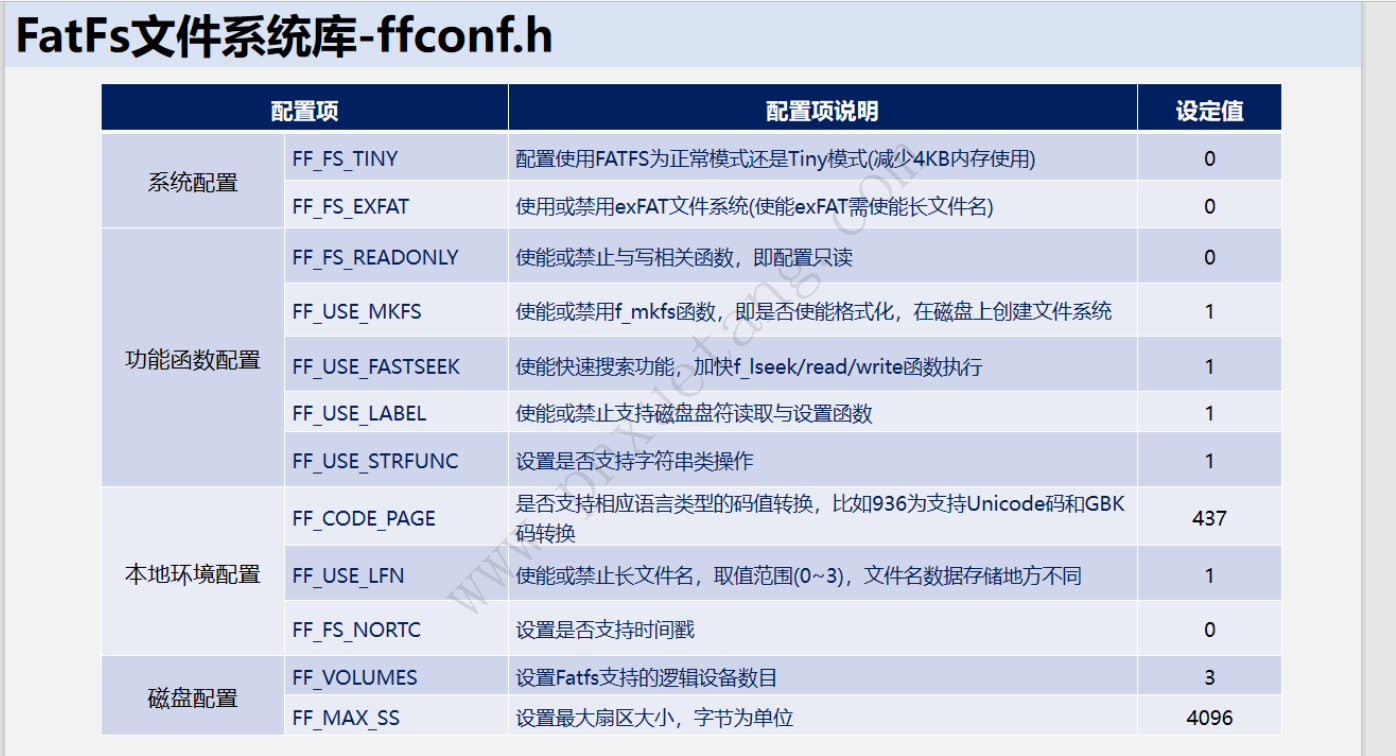 FatFs文件系统库-ffconf.h
配置项 配置项说明 设定值
系统配置
FF_FS_TINY 配置使用FATFS为正常模式还是Tiny模式(减少4KB内存使用) 0
FF_FS_EXFAT 使用或禁用exFAT文件系统(使能exFAT需使能长文件名) 0
功能函数配置
FF_FS_READONLY 使能或禁止与写相关函数，即配置只读 0
FF_USE_MKFS 使能或禁用f_mkfs函数，即是否使能格式化，在磁盘上创建文件系统 1
FF_USE_FASTSEEK 使能快速搜索功能，加快f_lseek/read/write函数执行 1
FF_USE_LABEL 使能或禁止支持磁盘盘符读取与设置函数 1
FF_USE_STRFUNC 设置是否支持字符串类操作 1
本地环境配置
FF_CODE_PAGE 是否支持相应语言类型的码值转换，比如936为支持Unicode码和GBK
码转换 437
FF_USE_LFN 使能或禁止长文件名，取值范围(0~3)，文件名数据存储地方不同 1
FF_FS_NORTC 设置是否支持时间戳 0
磁盘配置
FF_VOLUMES 设置Fatfs支持的逻辑设备数目 3
FF_MAX_SS 设置最大扇区大小，字节为单位 4096